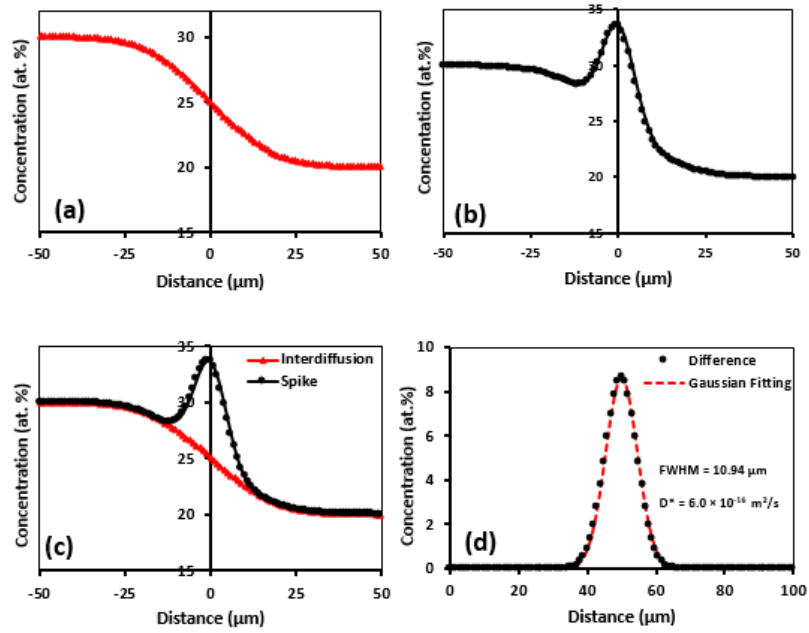 Concentration (at. %)
30
25
20
15
(a)
-50 -25 0 25 50
Distance (μm)
Concentation (at. %)
35
30
25
20
15
(b)
-50 -25 0 25 50
Distance (μm)
Concentration (at. %)
35
30
25
20
15
Interdiffusion
Spike
(c)
-50 -25 0 25 50
Distance (μm)
Concentration (at.%)
10
8
6
4
2
0
Difference
Gaussian Fitting
FWHM = 10.94 μm
D* = 6.0 × 10⁻¹⁶ m²/s
(d)
0 20 40 60 80 100
Distance (μm)